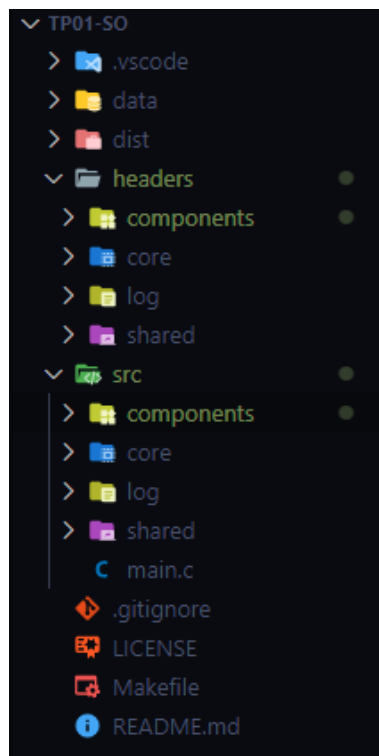 TP01-SO
.vscode
data
dist
headers
components
core
log
shared
src
components
core
log
shared
C main.c
.gitignore
LICENSE
Makefile
README.md